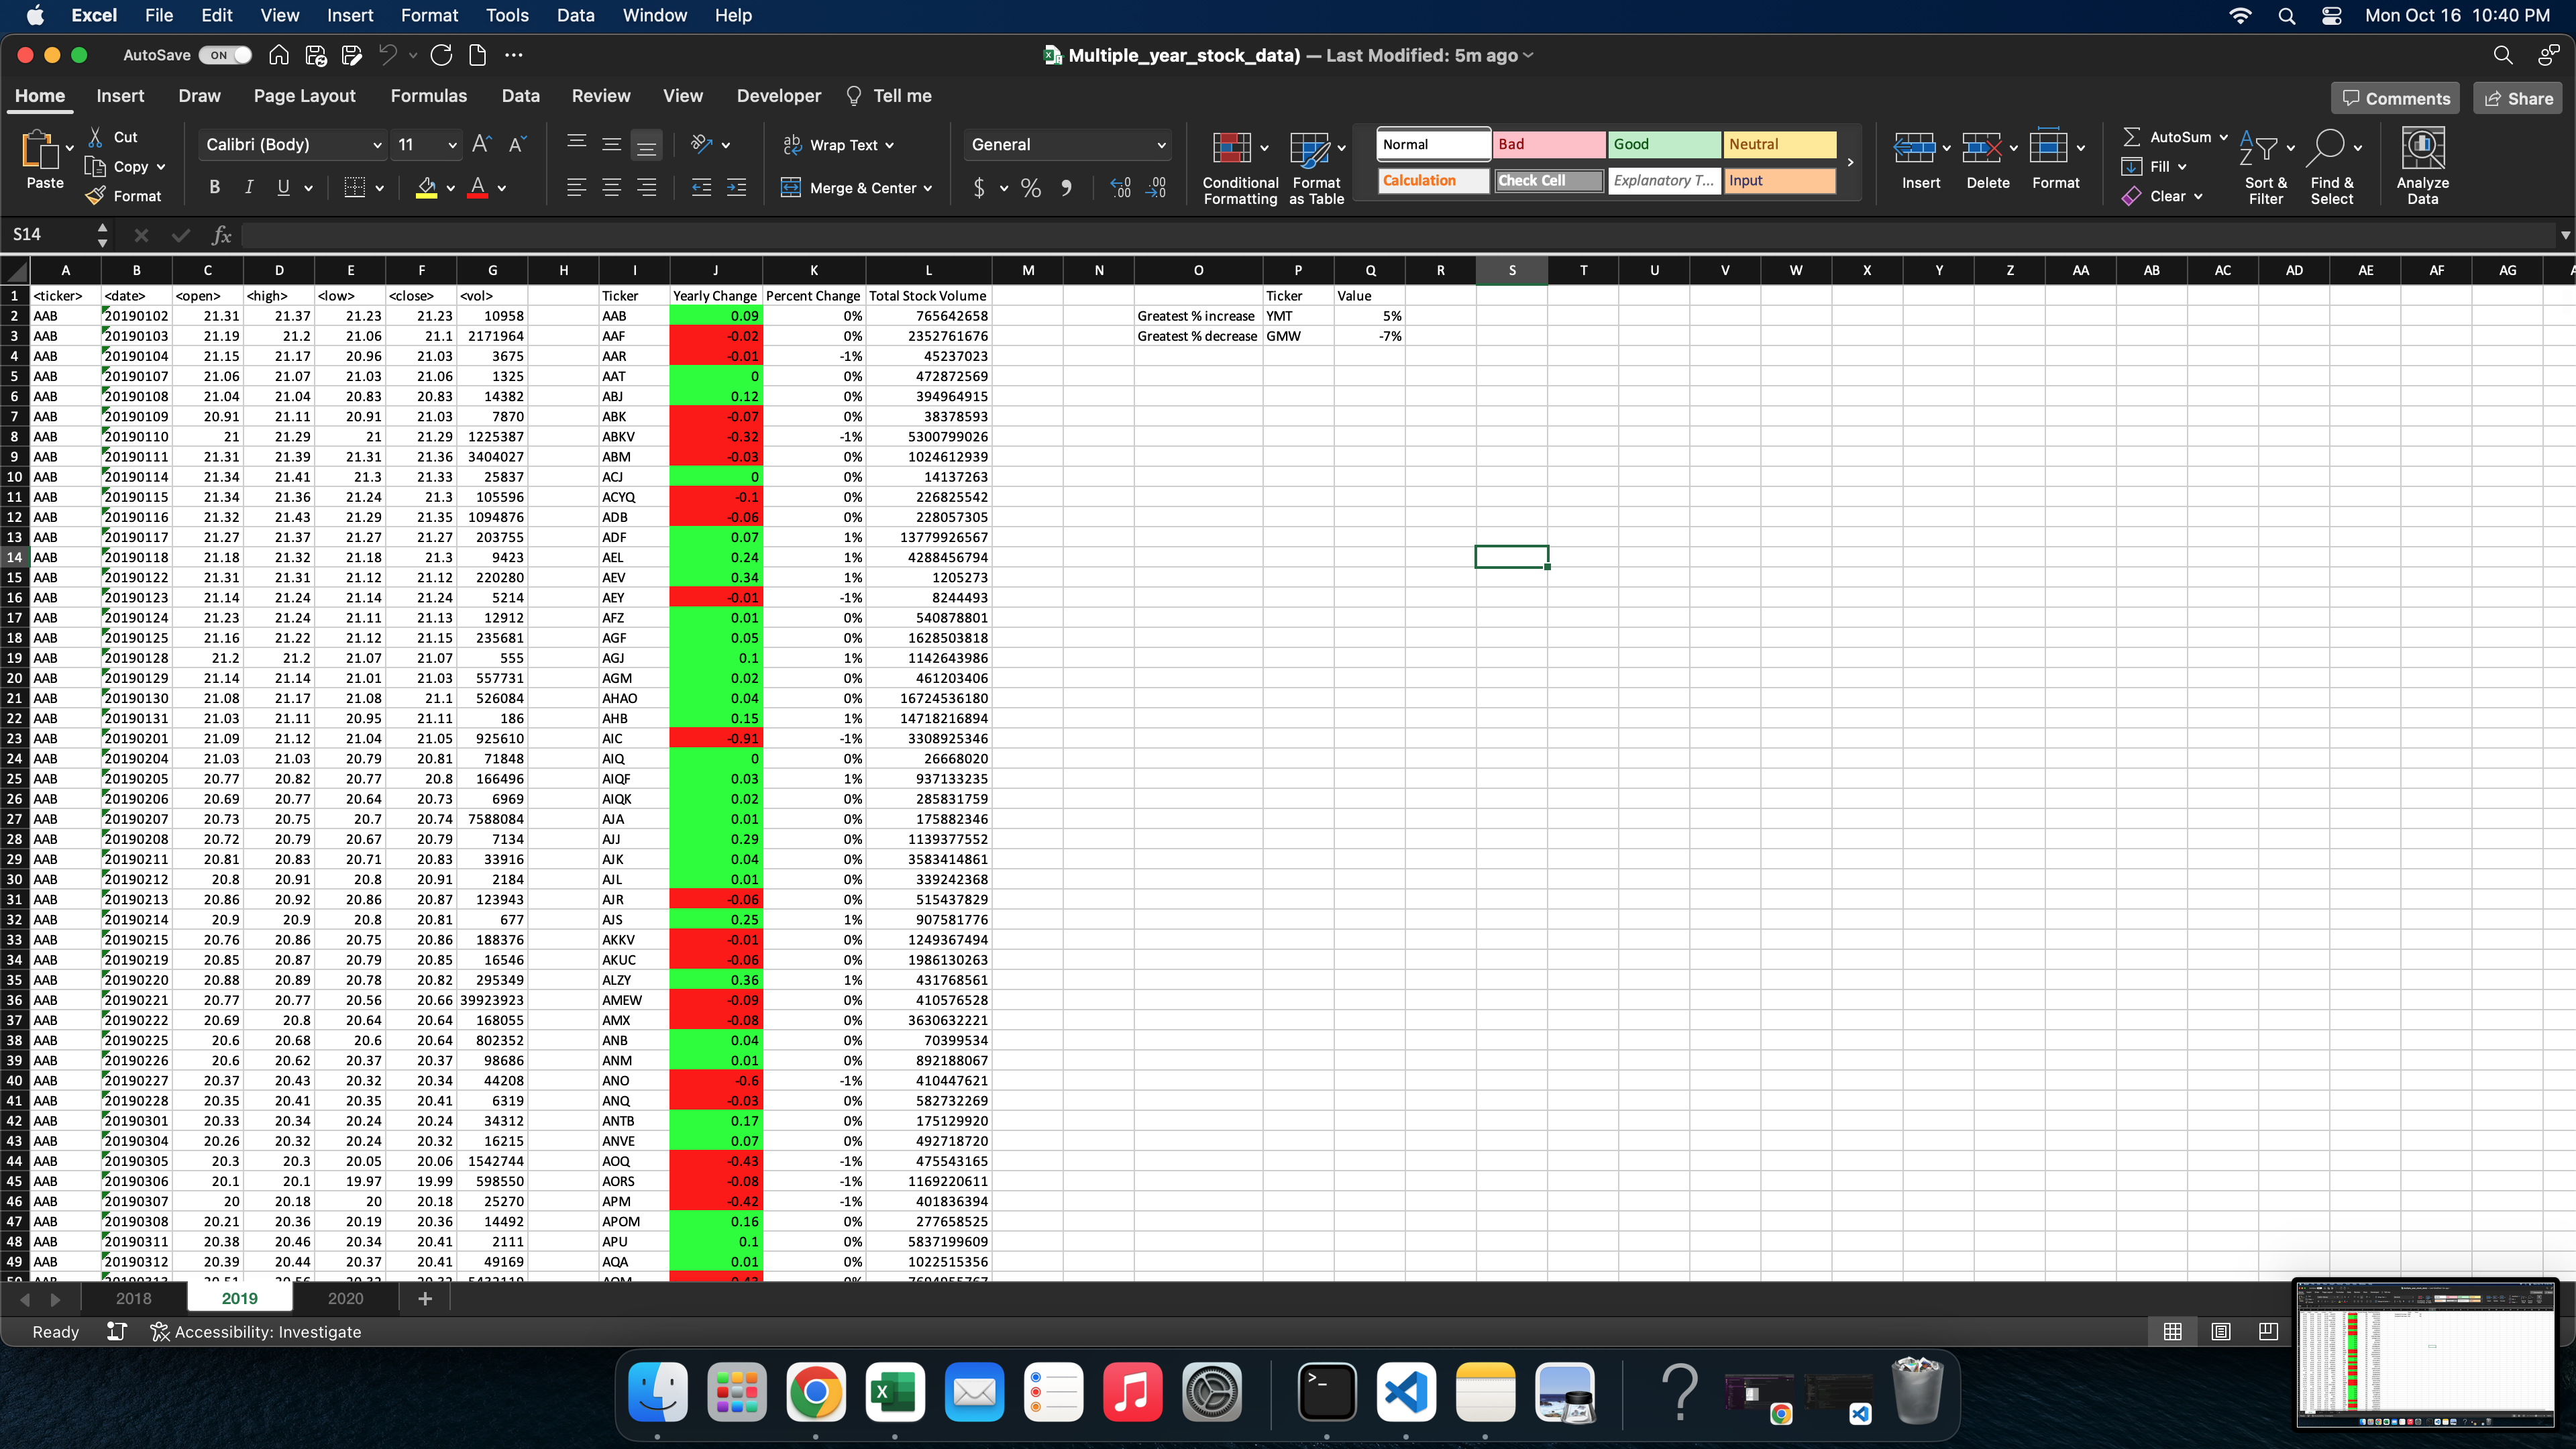 Excel File Edit View Insert Format Tools Data Window Help Mon Oct 16 10:40 PM
AutoSave ON Multiple_year_stock_data) — Last Modified: 5m ago
Home Insert Draw Page Layout Formulas Data Review View Developer Tell me Comments Share
Paste Cut Copy Format
Calibri (Body) 11
B I U
Wrap Text
Merge & Center
General
$ %
Conditional Formatting
Format as Table
Normal Bad Good Neutral
Calculation Check Cell Explanatory T... Input
Insert Delete Format
AutoSum
Fill
Clear
Sort & Filter
Find & Select
Analyze Data
S14 fx
A B C D E F G H I J K L M N O P Q R S T U V W X Y Z AA AB AC AD AE AF AG
1 <ticker> <date> <open> <high> <low> <close> <vol> Ticker Yearly Change Percent Change Total Stock Volume Ticker Value
2 AAB 20190102 21.31 21.37 21.23 21.23 10958 AAB 0.09 0% 765642658 Greatest % increase YMT 5%
3 AAB 20190103 21.19 21.2 21.06 21.1 2171964 AAF -0.02 0% 2352761676 Greatest % decrease GMW -7%
4 AAB 20190104 21.15 21.17 20.96 21.03 3675 AAR -0.01 -1% 45237023
5 AAB 20190107 21.06 21.07 21.03 21.06 1325 AAT 0 0% 472872569
6 AAB 20190108 21.04 21.04 20.83 20.83 14382 ABJ 0.12 0% 394964915
7 AAB 20190109 20.91 21.11 20.91 21.03 7870 ABK -0.07 0% 38378593
8 AAB 20190110 21 21.29 21 21.29 1225387 ABKV -0.32 -1% 5300799026
9 AAB 20190111 21.31 21.39 21.31 21.36 3404027 ABM -0.03 0% 1024612939
10 AAB 20190114 21.34 21.41 21.3 21.33 25837 ACJ 0 0% 14137263
11 AAB 20190115 21.34 21.36 21.24 21.3 105596 ACYQ -0.1 0% 226825542
12 AAB 20190116 21.32 21.43 21.29 21.35 1094876 ADB -0.06 0% 228057305
13 AAB 20190117 21.27 21.37 21.27 21.27 203755 ADF 0.07 1% 13779926567
14 AAB 20190118 21.18 21.32 21.18 21.3 9423 AEL 0.24 1% 4288456794
15 AAB 20190122 21.31 21.31 21.12 21.12 220280 AEV 0.34 1% 1205273
16 AAB 20190123 21.14 21.24 21.14 21.24 5214 AEY -0.01 -1% 8244493
17 AAB 20190124 21.23 21.24 21.11 21.13 12912 AFZ 0.01 0% 540878801
18 AAB 20190125 21.16 21.22 21.12 21.15 235681 AGF 0.05 0% 1628503818
19 AAB 20190128 21.2 21.2 21.07 21.07 555 AGJ 0.1 1% 1142643986
20 AAB 20190129 21.14 21.14 21.01 21.03 557731 AGM 0.02 0% 461203406
21 AAB 20190130 21.08 21.17 21.08 21.1 526084 AHAO 0.04 0% 16724536180
22 AAB 20190131 21.03 21.11 20.95 21.11 186 AHB 0.15 1% 14718216894
23 AAB 20190201 21.09 21.12 21.04 21.05 925610 AIC -0.91 -1% 3308925346
24 AAB 20190204 21.03 21.03 20.79 20.81 71848 AIQ 0 0% 26668020
25 AAB 20190205 20.77 20.82 20.77 20.8 166496 AIQF 0.03 1% 937133235
26 AAB 20190206 20.69 20.77 20.64 20.73 6969 AIQK 0.02 0% 285831759
27 AAB 20190207 20.73 20.75 20.7 20.74 7588084 AJA 0.01 0% 175882346
28 AAB 20190208 20.72 20.79 20.67 20.79 7134 AJJ 0.29 0% 1139377552
29 AAB 20190211 20.81 20.83 20.71 20.83 33916 AJK 0.04 0% 3583414861
30 AAB 20190212 20.8 20.91 20.8 20.91 2184 AJL 0.01 0% 339242368
31 AAB 20190213 20.86 20.92 20.86 20.87 123943 AJR -0.06 0% 515437829
32 AAB 20190214 20.9 20.9 20.8 20.81 677 AJS 0.25 1% 907581776
33 AAB 20190215 20.76 20.86 20.75 20.86 188376 AKKV -0.01 0% 1249367494
34 AAB 20190219 20.85 20.87 20.79 20.85 16546 AKUC -0.06 0% 1986130263
35 AAB 20190220 20.88 20.89 20.78 20.82 295349 ALZY 0.36 1% 431768561
36 AAB 20190221 20.77 20.77 20.56 20.66 39923923 AMEW -0.09 0% 410576528
37 AAB 20190222 20.69 20.8 20.64 20.64 168055 AMX -0.08 0% 3630632221
38 AAB 20190225 20.6 20.68 20.6 20.64 802352 ANB 0.04 0% 70399534
39 AAB 20190226 20.6 20.62 20.37 20.37 98686 ANM 0.01 0% 892188067
40 AAB 20190227 20.37 20.43 20.32 20.34 44208 ANO -0.6 -1% 410447621
41 AAB 20190228 20.35 20.41 20.35 20.41 6319 ANQ -0.03 0% 582732269
42 AAB 20190301 20.33 20.34 20.24 20.24 34312 ANTB 0.17 0% 175129920
43 AAB 20190304 20.26 20.32 20.24 20.32 16215 ANVE 0.07 0% 492718720
44 AAB 20190305 20.3 20.3 20.05 20.06 1542744 AOQ -0.43 -1% 475543165
45 AAB 20190306 20.1 20.1 19.97 19.99 598550 AORS -0.08 -1% 1169220611
46 AAB 20190307 20 20.18 20 20.18 25270 APM -0.42 -1% 401836394
47 AAB 20190308 20.21 20.36 20.19 20.36 14492 APOM 0.16 0% 277658525
48 AAB 20190311 20.38 20.46 20.34 20.41 2111 APU 0.1 0% 5837199609
49 AAB 20190312 20.39 20.44 20.37 20.41 49169 AQA 0.01 0% 1022515356
2018 2019 2020 +
Ready Accessibility: Investigate